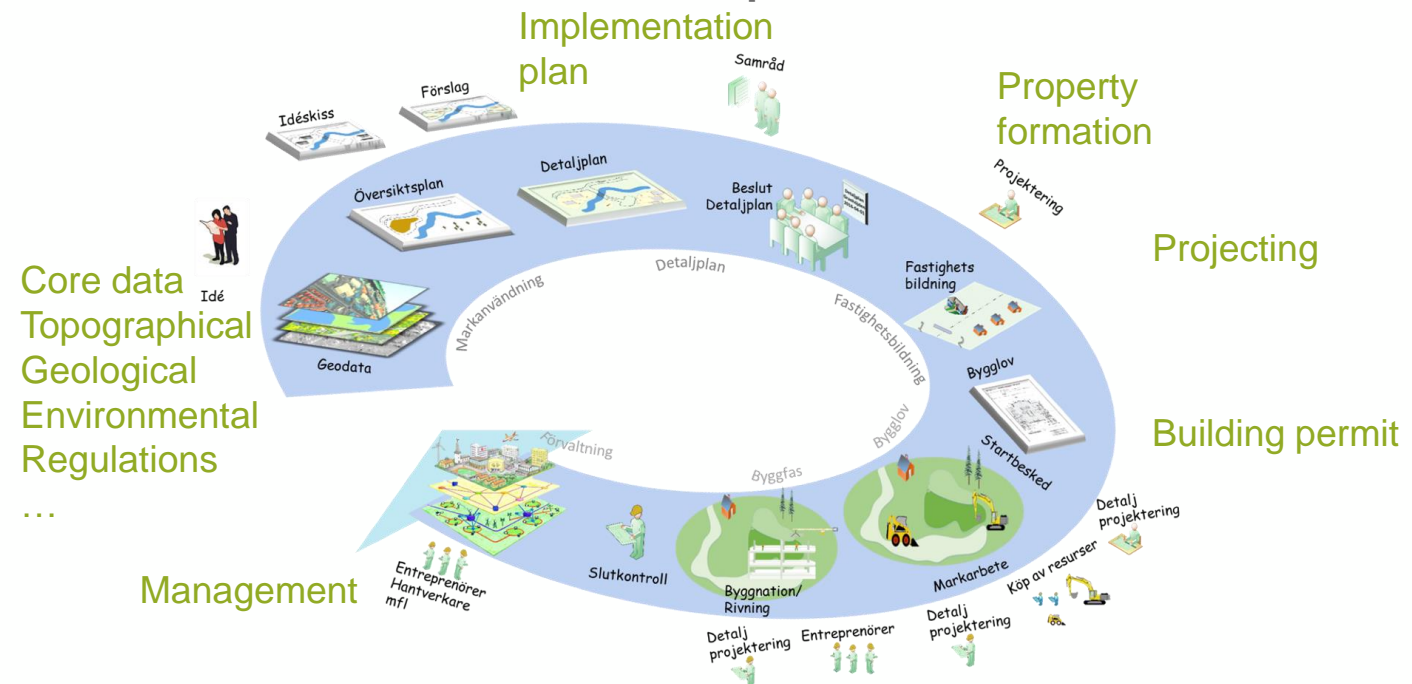 Implementation
plan
Samråd
Property
formation
Förslag
Idéskiss
Projektering
Översiktsplan
Detaljplan
Beslut
Detaljplan
Projecting
Core data
Topographical
Geological
Environmental
Regulations
…
Idé
Geodata
Markanvändning
Detaljplan
Fastighetsbildning
Fastighets
bildning
1
2
Bygglov
Building permit
Bygglov
Startbesked
Förvaltning
Byggfas
Detalj
projektering
Köp av resurser
Markarbete
Management
Entreprenörer
Hantverkare
mfl
Slutkontroll
Byggnation/
Rivning
Detalj
projektering
Entreprenörer
Detalj
projektering